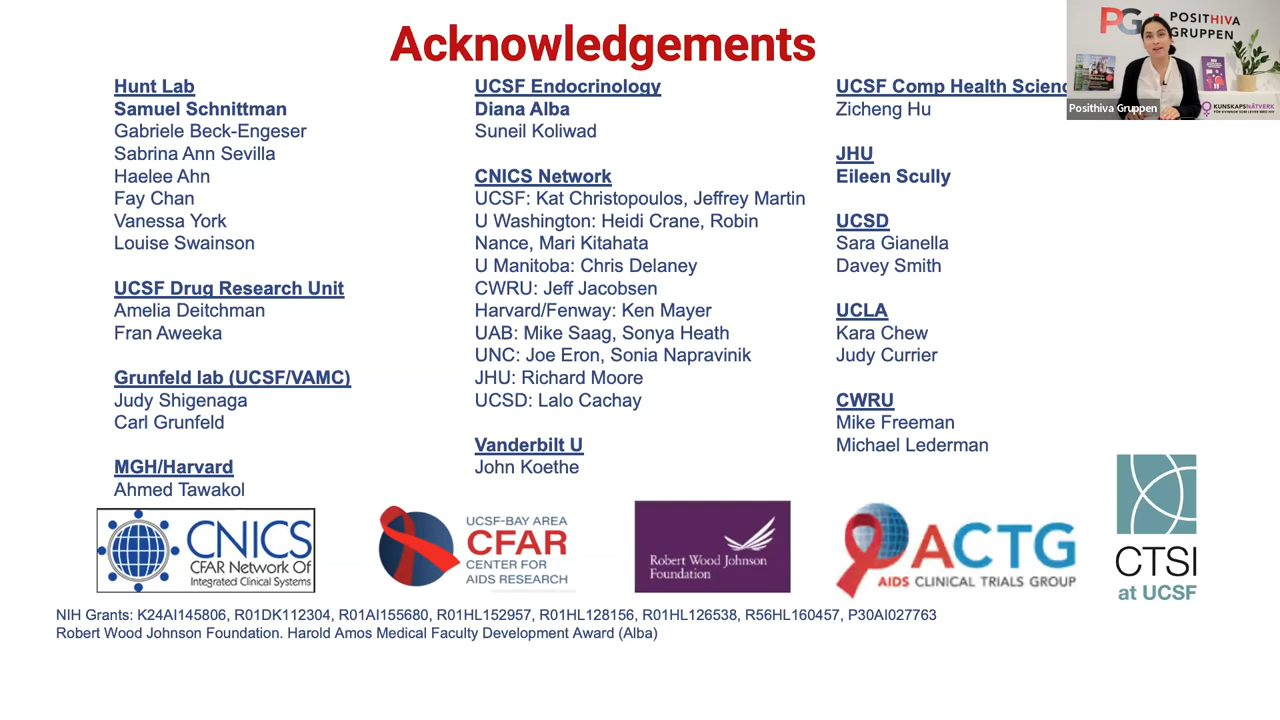 Acknowledgements
Hunt Lab
Samuel Schnittman
Gabriele Beck-Engeser
Sabrina Ann Sevilla
Haelee Ahn
Fay Chan
Vanessa York
Louise Swainson
UCSF Drug Research Unit
Amelia Deitchman
Fran Aweeka
Grunfeld lab (UCSF/VAMC)
Judy Shigenaga
Carl Grunfeld
MGH/Harvard
Ahmed Tawakol
UCSF Endocrinology
Diana Alba
Suneil Koliwad
CNICS Network
UCSF: Kat Christopoulos, Jeffrey Martin
U Washington: Heidi Crane, Robin
Nance, Mari Kitahata
U Manitoba: Chris Delaney
CWRU: Jeff Jacobsen
Harvard/Fenway: Ken Mayer
UAB: Mike Saag, Sonya Heath
UNC: Joe Eron, Sonia Napravinik
JHU: Richard Moore
UCSD: Lalo Cachay
Vanderbilt U
John Koethe
UCSF Comp Health Scienc
Zicheng Hu
JHU
Eileen Scully
UCSD
Sara Gianella
Davey Smith
UCLA
Kara Chew
Judy Currier
CWRU
Mike Freeman
Michael Lederman
PG
POSITHIVA
GRUPPEN
Posithiva Gruppen
KUNSKAPSNÄTVERK
FÖR KVINNOR SOM LEVER MED HIV
CNICS
CFAR Network Of
Integrated Clinical Systems
UCSF-BAY AREA
CFAR
CENTER FOR
AIDS RESEARCH
Robert Wood Johnson
Foundation
ACTG
AIDS CLINICAL TRIALS GROUP
CTSI
at UCSF
NIH Grants: K24AI145806, R01DK112304, R01AI155680, R01HL152957, R01HL128156, R01HL126538, R56HL160457, P30AI027763
Robert Wood Johnson Foundation. Harold Amos Medical Faculty Development Award (Alba)